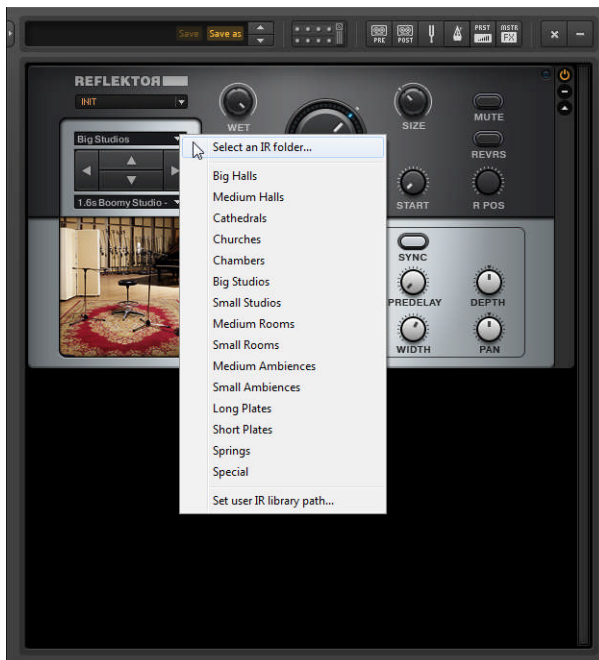 Save Save as PRE POST PRST MSTR FX
REFLEKTOR
INIT
WET
SIZE
MUTE
Big Studios
REVRS
1.6s Boomy Studio -
START
R POS
Select an IR folder...
Big Halls
Medium Halls
Cathedrals
Churches
Chambers
Big Studios
Small Studios
Medium Rooms
Small Rooms
Medium Ambiences
Small Ambiences
Long Plates
Short Plates
Springs
Special
Set user IR library path...
SYNC
PREDELAY
DEPTH
WIDTH
PAN